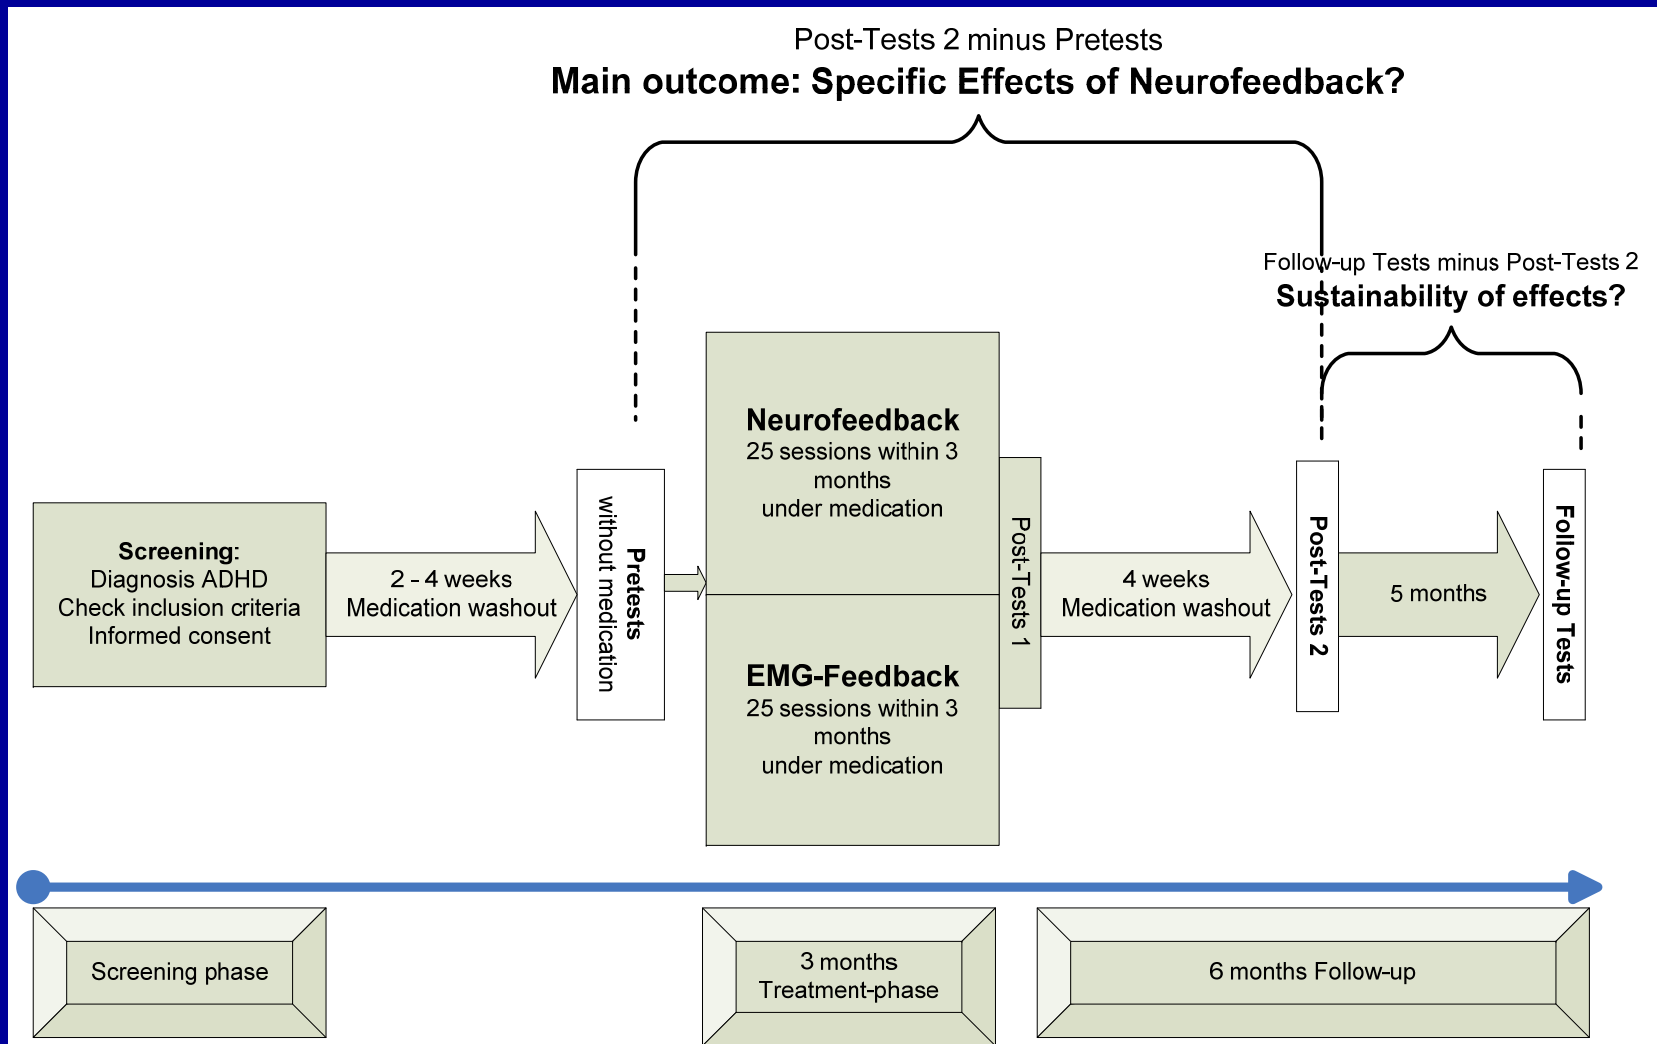 Post-Tests 2 minus Pretests
Main outcome: Specific Effects of Neurofeedback?
Follow-up Tests minus Post-Tests 2
Sustainability of effects?
Screening:
Diagnosis ADHD
Check inclusion criteria
Informed consent
2 - 4 weeks
Medication washout
Pretests
without medication
Neurofeedback
25 sessions within 3
months
under medication
EMG-Feedback
25 sessions within 3
months
under medication
Post-Tests 1
4 weeks
Medication washout
Post-Tests 2
5 months
Follow-up Tests
Screening phase
3 months
Treatment-phase
6 months Follow-up